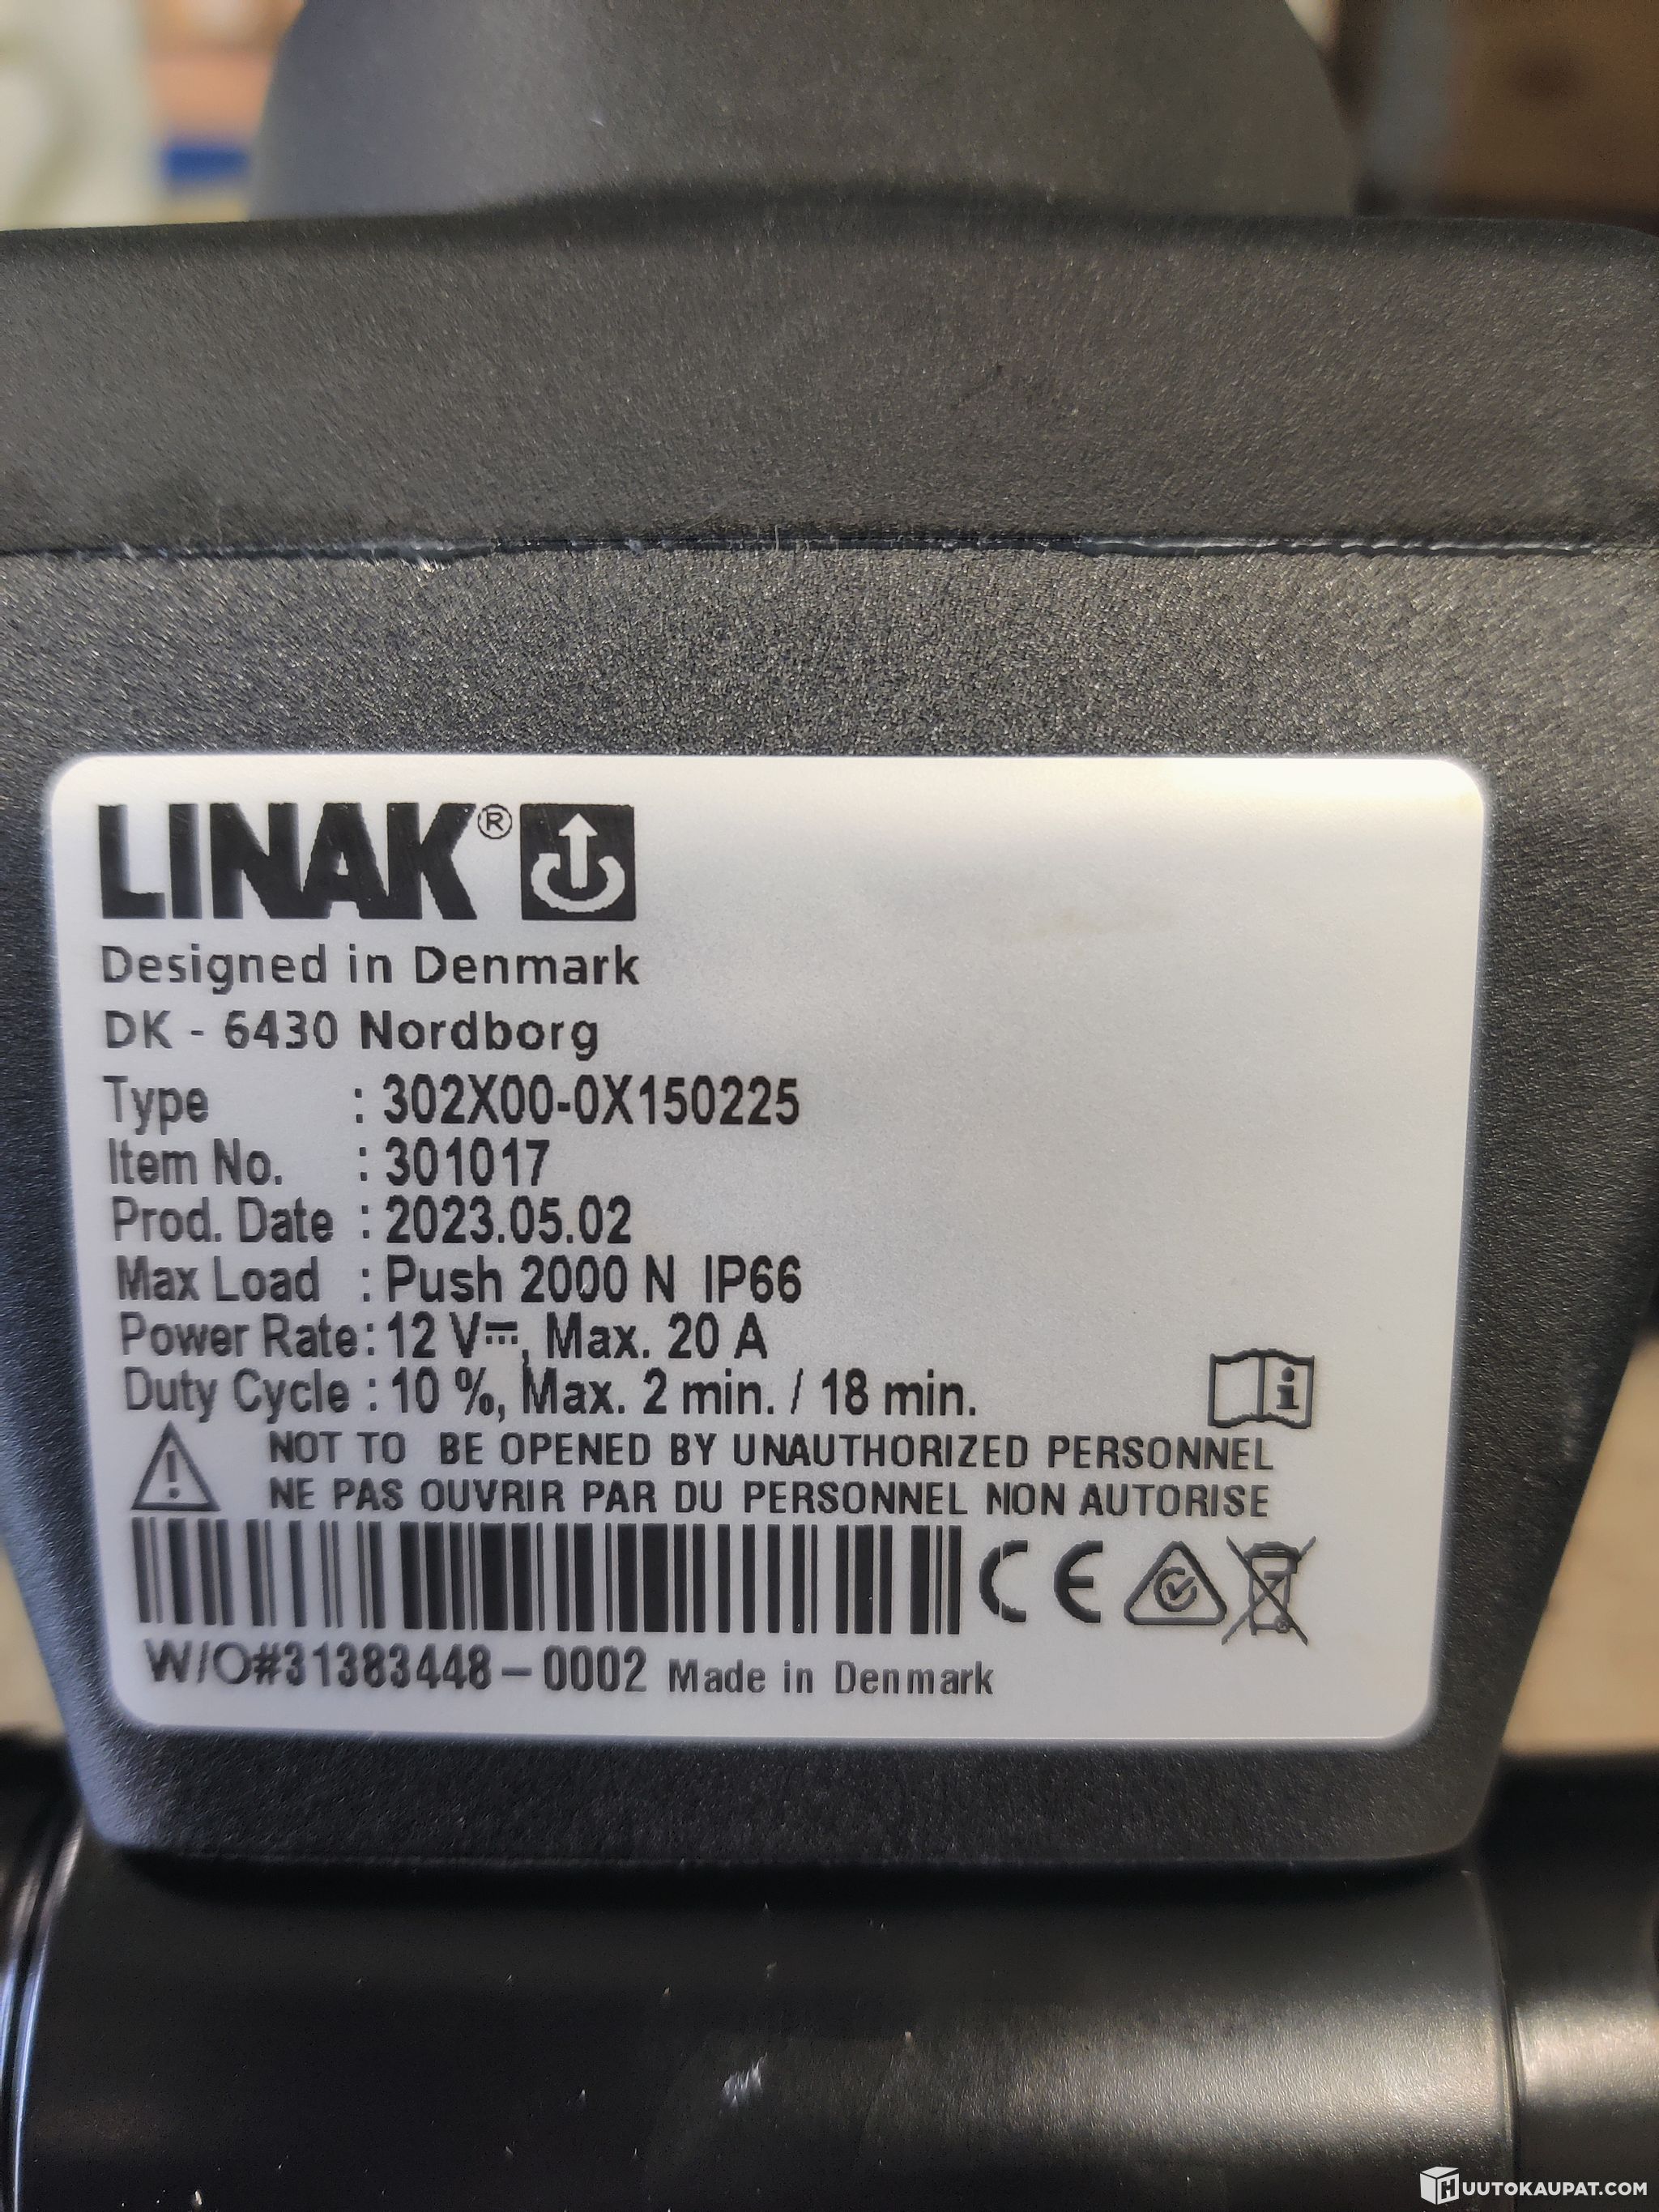 LINAK®
Designed in Denmark
DK - 6430 Nordborg
Type : 302X00-0X150225
Item No. : 301017
Prod. Date : 2023.05.02
Max Load : Push 2000 N IP66
Power Rate: 12 V⎓, Max. 20 A
Duty Cycle : 10 %, Max. 2 min. / 18 min.
NOT TO BE OPENED BY UNAUTHORIZED PERSONNEL
NE PAS OUVRIR PAR DU PERSONNEL NON AUTORISE
CE
W/O#31383448-0002 Made in Denmark
HUUTOKAUPAT.COM